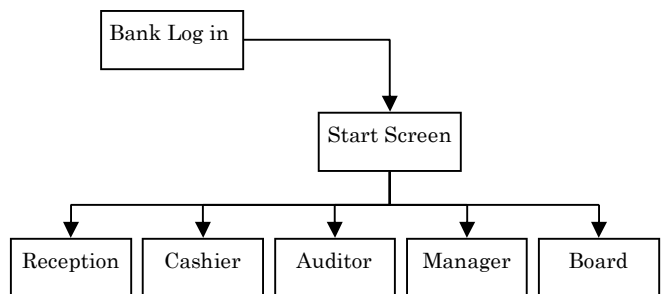 Bank Log in
Start Screen
Reception
Cashier
Auditor
Manager
Board